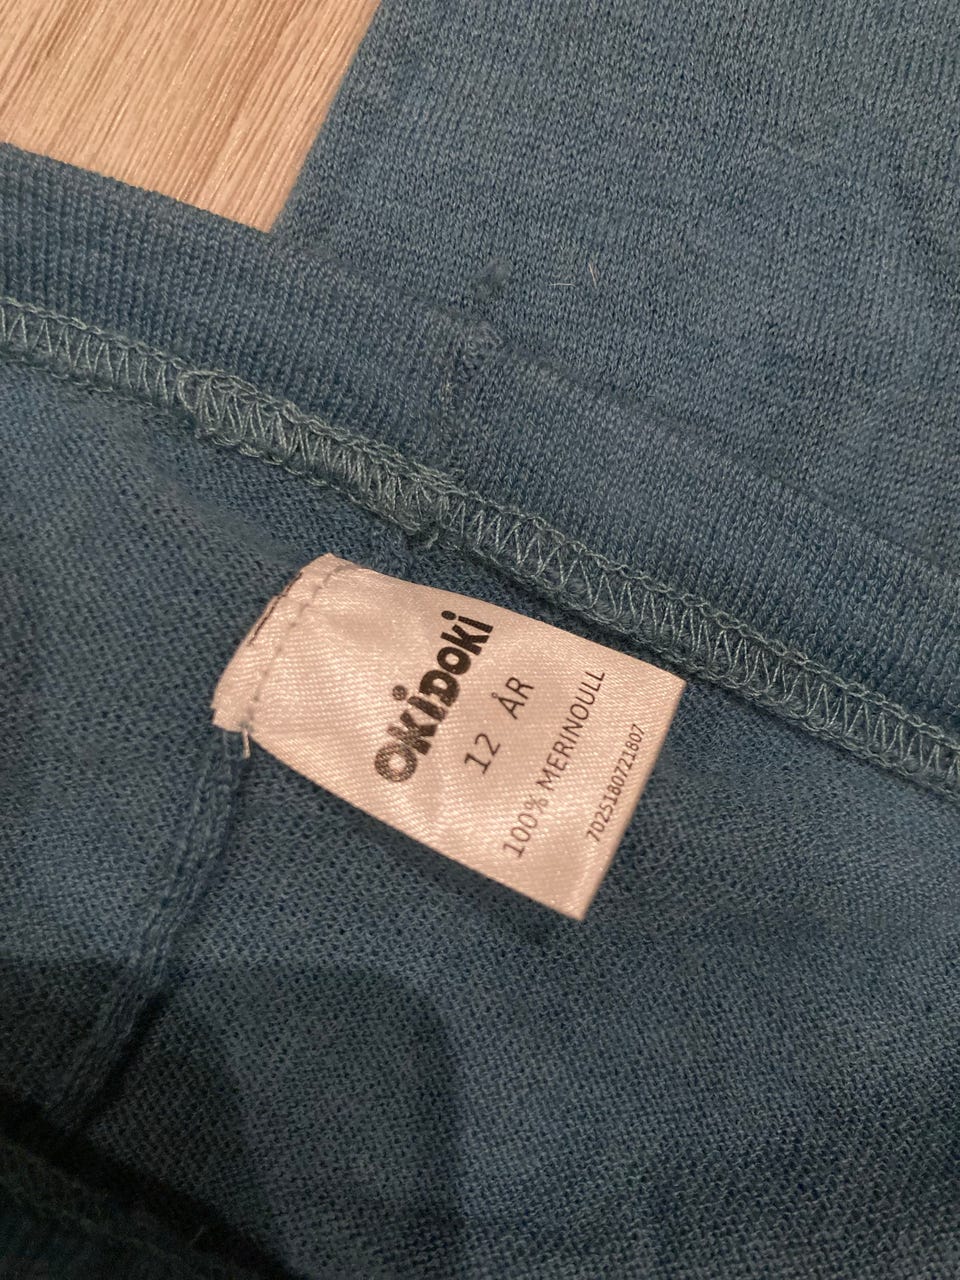 OKIDOKI
12 ÅR
100% MERINOULL
7025180721807